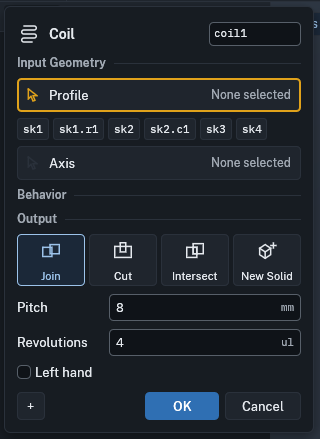 Coil coil1
Input Geometry
Profile None selected
sk1 sk1.r1 sk2 sk2.c1 sk3 sk4
Axis None selected
Behavior
Output
Join Cut Intersect New Solid
Pitch 8 mm
Revolutions 4 ul
Left hand
+ OK Cancel